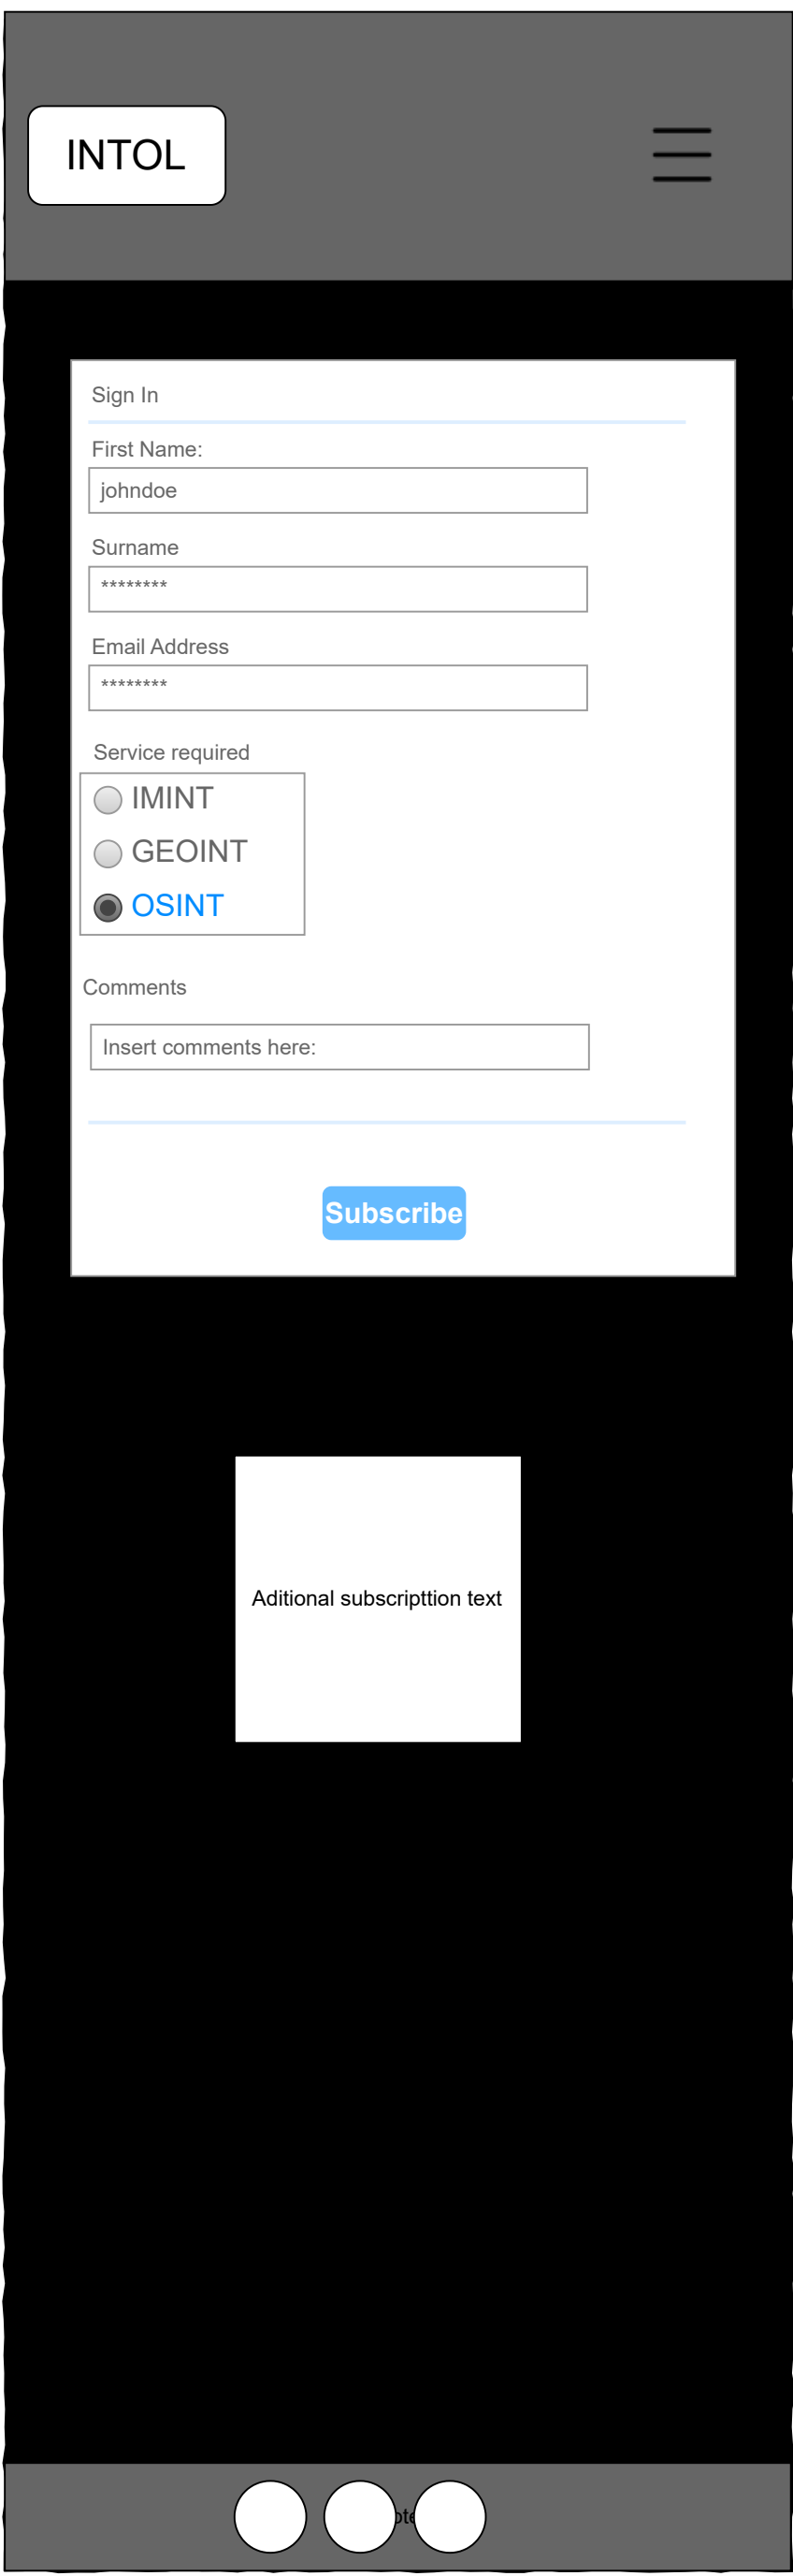 INTOL
Sign In
First Name:
johndoe
Surname
********
Email Address
********
Service required
IMINT
GEOINT
OSINT
Comments
Insert comments here:
Subscribe
Aditional subscripttion text